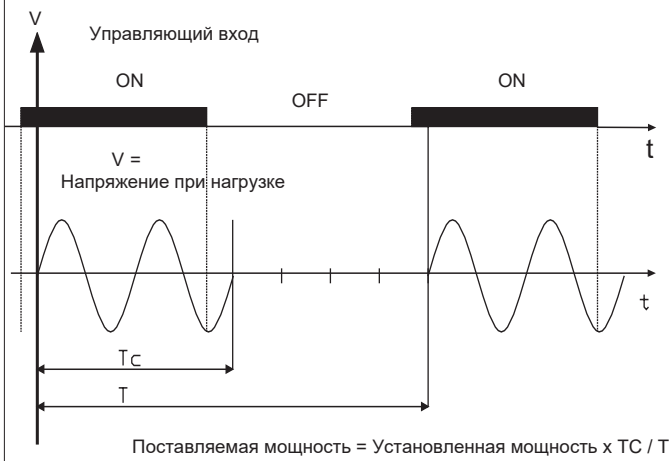 V
Управляющий вход
ON
OFF
ON
t
V =
Напряжение при нагрузке
t
Tc
T
Поставляемая мощность = Установленная мощность x TC / T